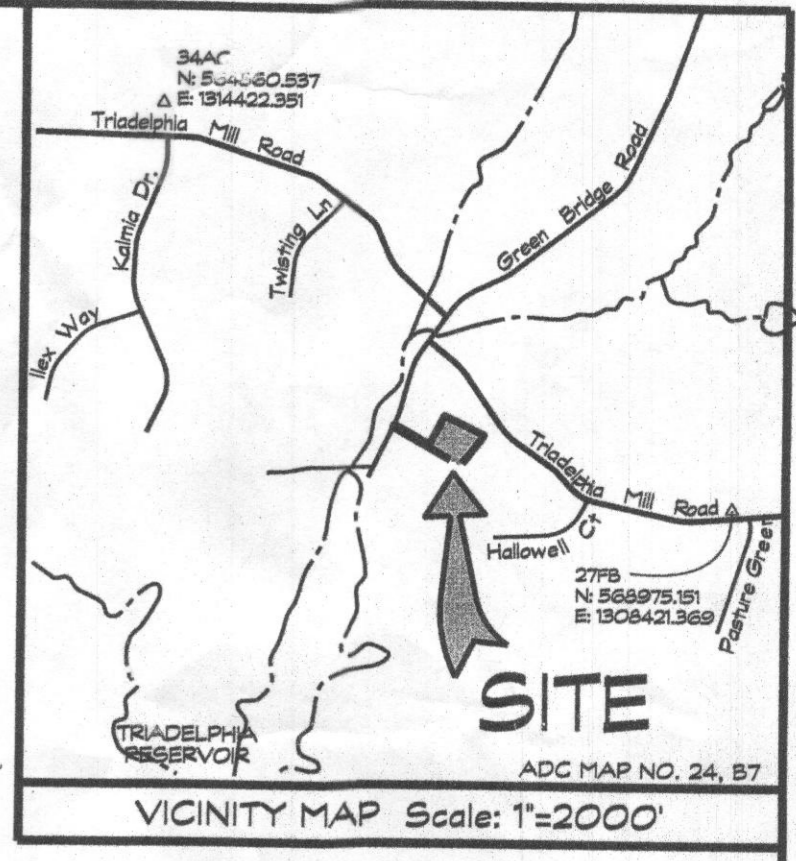 34AC
N: 564560.537
E: 1314422.351
Triadelphia Mill Road
Kalmia Dr.
Twisting Ln
Green Bridge Road
Ilex Way
Triadelphia Mill Road
Hallowell Ct
27FB
N: 568975.151
E: 1308421.369
Pasture Green
SITE
TRIADELPHIA
RESERVOIR
ADC MAP NO. 24, B7
VICINITY MAP Scale: 1"=2000'